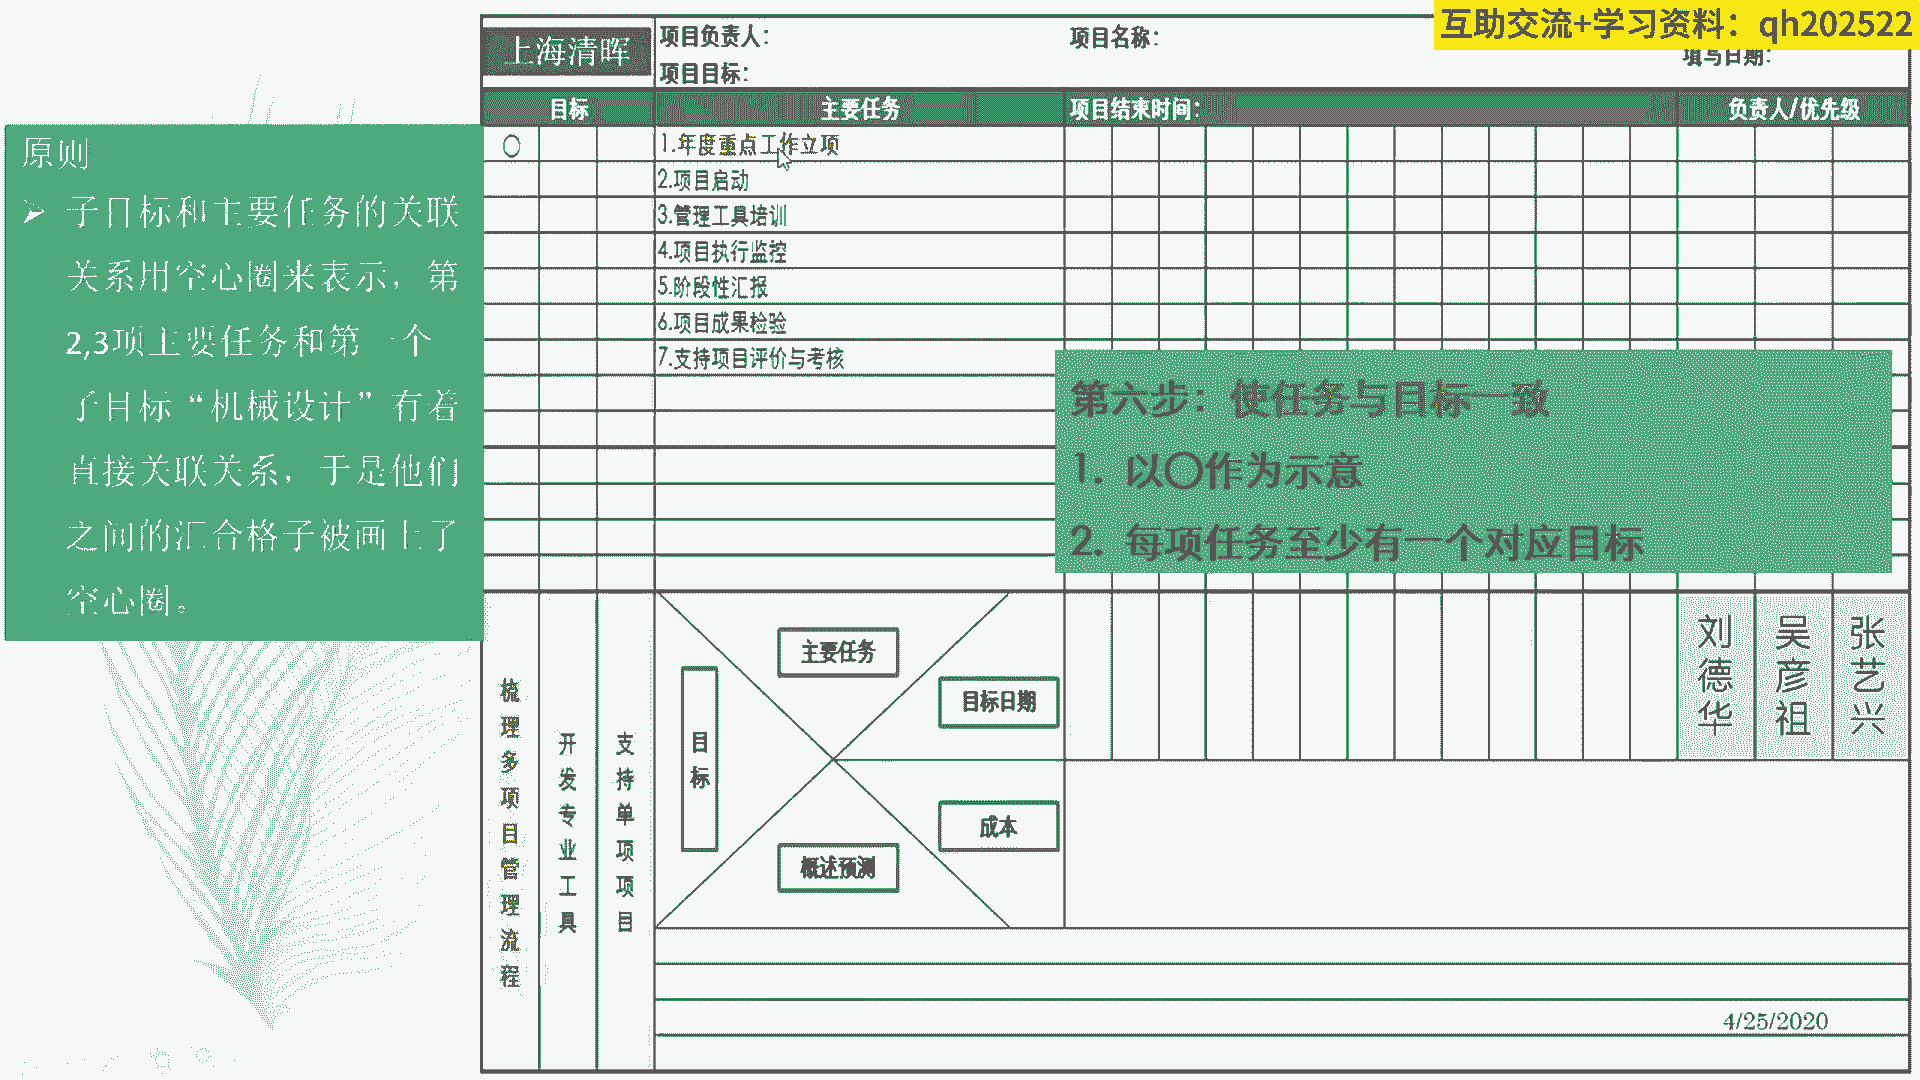 互助交流+学习资料：qh202522
上海清晖
项目负责人：
项目名称：
填写日期：
项目目标：
目标
主要任务
项目结束时间：
负责人/优先级
原则
子目标和主要任务的关联
关系用空心圈来表示，第
2,3项主要任务和第一个
子目标“机械设计”有着
直接关联关系，于是他们
之间的汇合格子被画上了
空心圈。
1.年度重点工作立项
2.项目启动
3.管理工具培训
4.项目执行监控
5.阶段性汇报
6.项目成果检验
7.支持项目评价与考核
第六步：使任务与目标一致
1. 以〇作为示意
2. 每项任务至少有一个对应目标
梳理多项目管理流程
开发专业工具
支持单项项目
目标
主要任务
目标日期
成本
概述预测
刘德华
吴彦祖
张艺兴
4/25/2020